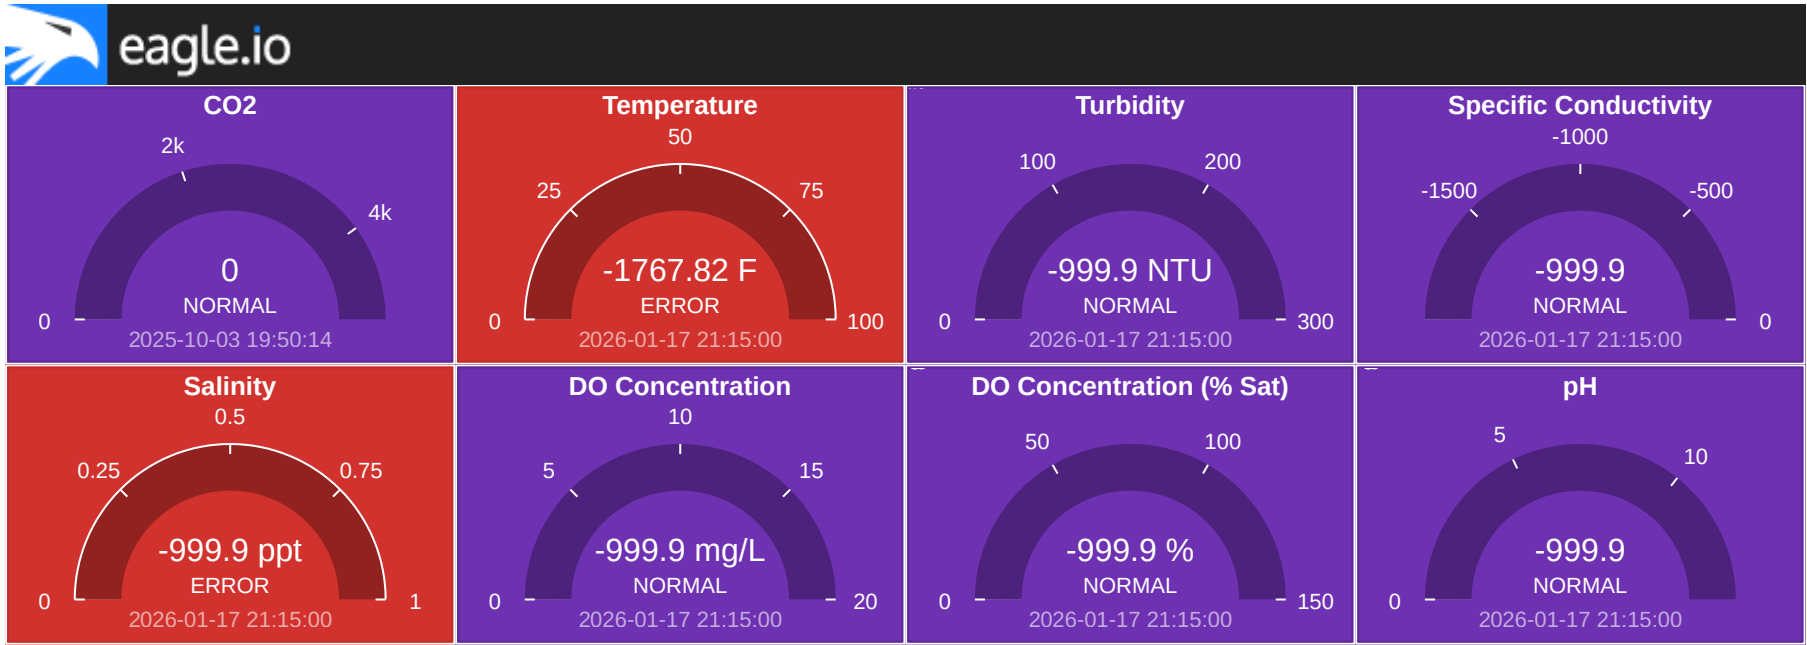 eagle.io
CO2
2k
4k
0
0
NORMAL
2025-10-03 19:50:14
Temperature
50
25
75
-1767.82 F
ERROR
0
100
2026-01-17 21:15:00
Turbidity
100
200
-999.9 NTU
NORMAL
0
300
2026-01-17 21:15:00
Specific Conductivity
-1000
-1500
-500
-999.9
NORMAL
0
2026-01-17 21:15:00
Salinity
0.5
0.25
0.75
-999.9 ppt
ERROR
0
1
2026-01-17 21:15:00
DO Concentration
10
5
15
-999.9 mg/L
NORMAL
0
20
2026-01-17 21:15:00
DO Concentration (% Sat)
50
100
-999.9 %
NORMAL
0
150
2026-01-17 21:15:00
pH
5
10
-999.9
NORMAL
0
2026-01-17 21:15:00